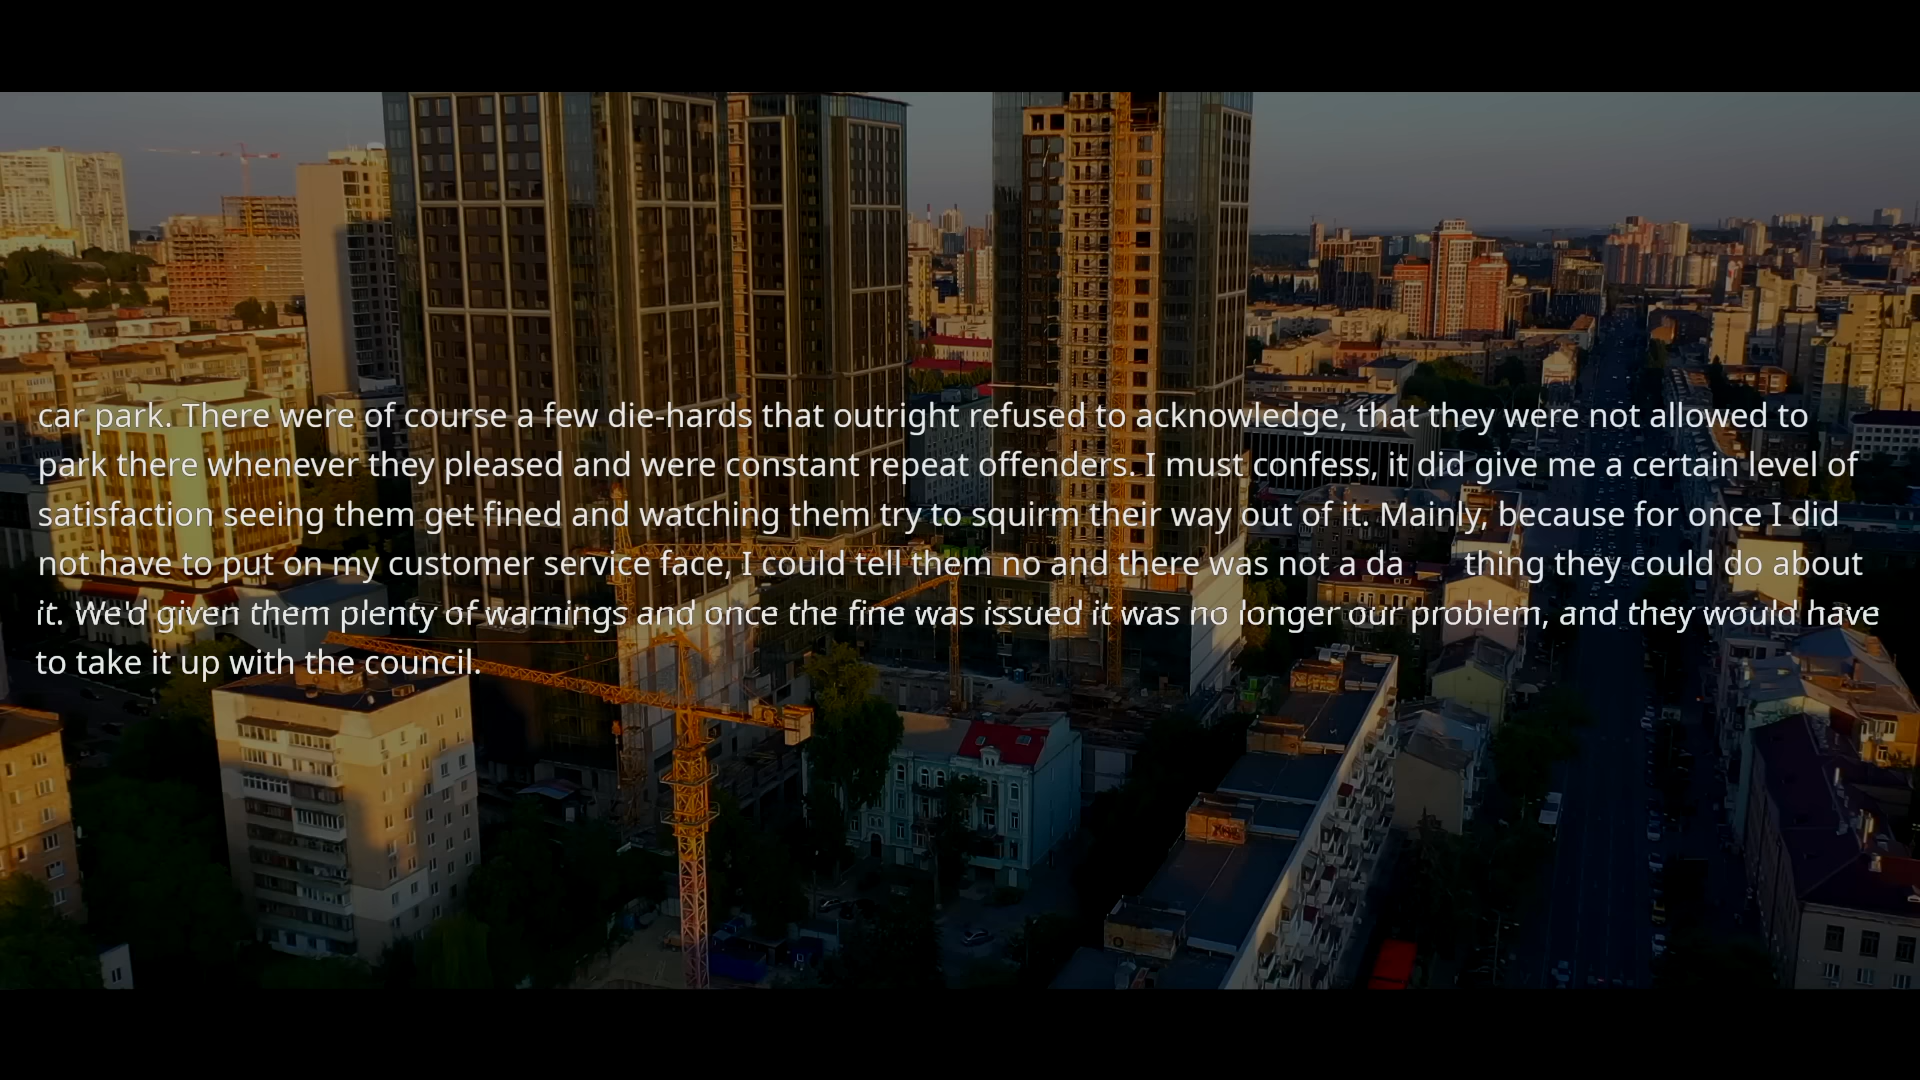 car park. There were of course a few die-hards that outright refused to acknowledge, that they were not allowed to
park there whenever they pleased and were constant repeat offenders. I must confess, it did give me a certain level of
satisfaction seeing them get fined and watching them try to squirm their way out of it. Mainly, because for once I did
not have to put on my customer service face, I could tell them no and there was not a da thing they could do about
it. We'd given them plenty of warnings and once the fine was issued it was no longer our problem, and they would have
to take it up with the council.